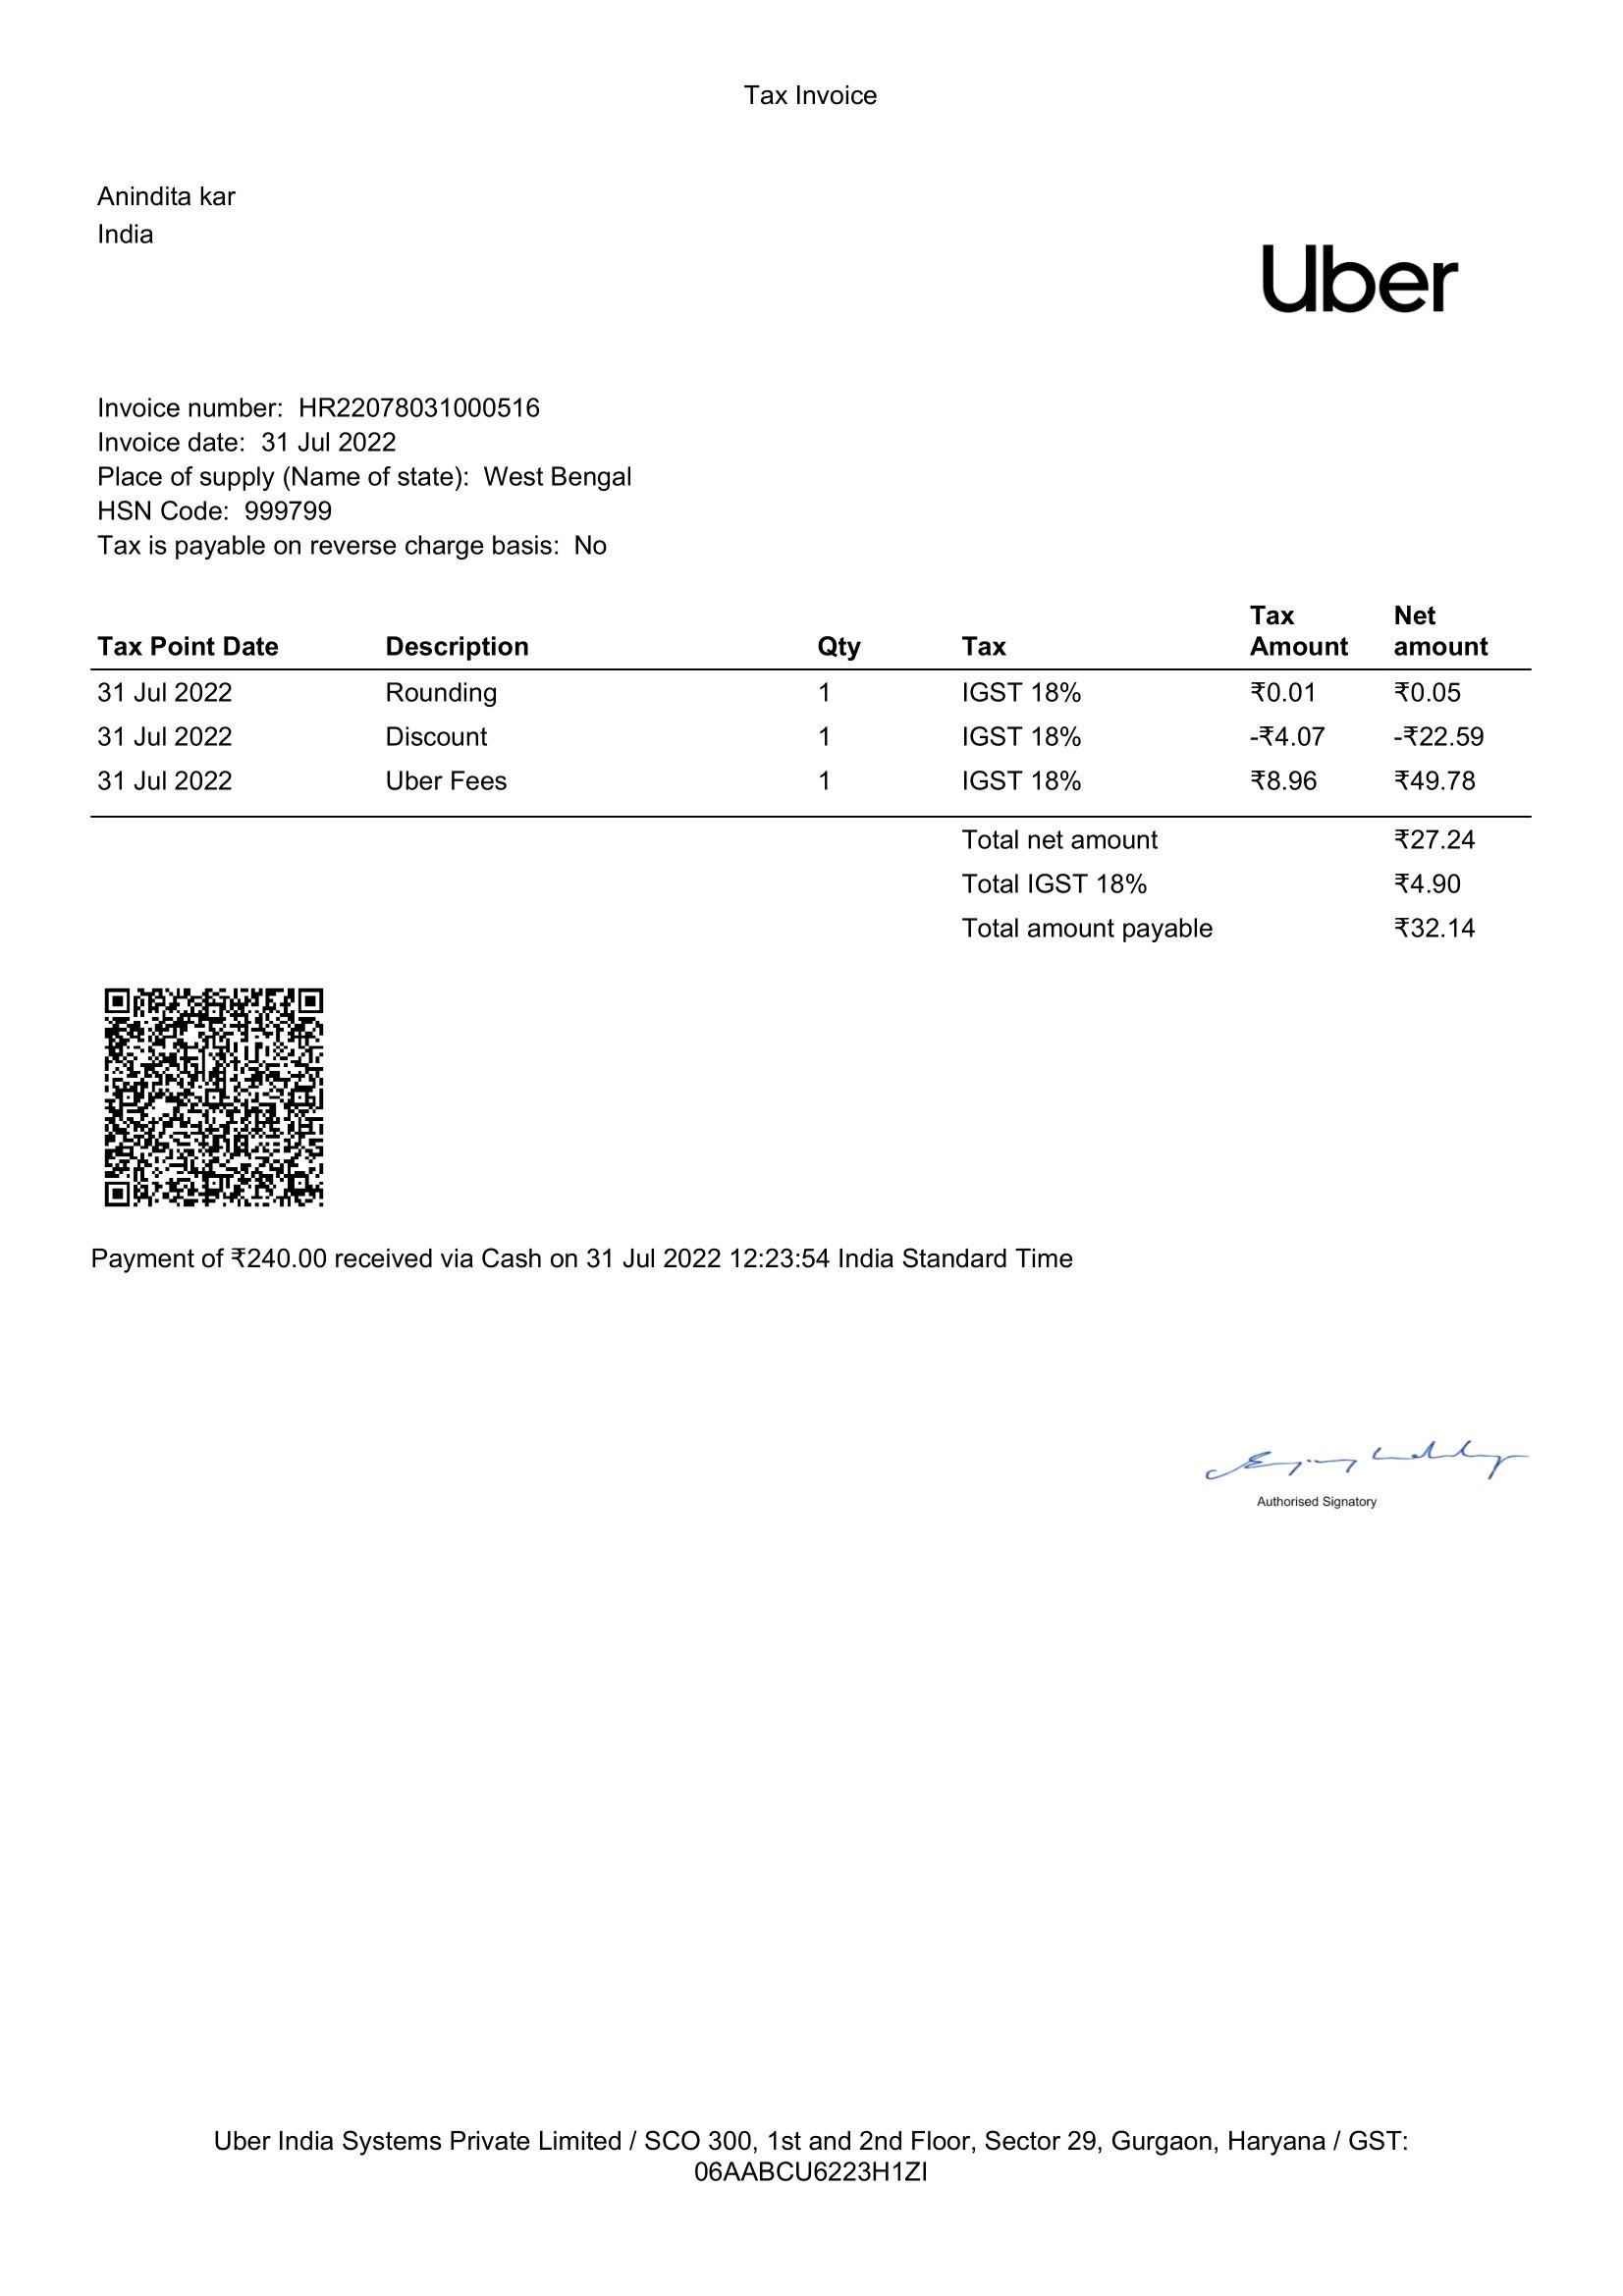 Tax Invoice
Anindita kar
India
Uber
Invoice number: HR22078031000516
Invoice date: 31 Jul 2022
Place of supply (Name of state): West Bengal
HSN Code: 999799
Tax is payable on reverse charge basis: No
Tax Point Date Description Qty Tax Tax Amount Net amount
31 Jul 2022 Rounding 1 IGST 18% ₹0.01 ₹0.05
31 Jul 2022 Discount 1 IGST 18% -₹4.07 -₹22.59
31 Jul 2022 Uber Fees 1 IGST 18% ₹8.96 ₹49.78
Total net amount ₹27.24
Total IGST 18% ₹4.90
Total amount payable ₹32.14
Payment of ₹240.00 received via Cash on 31 Jul 2022 12:23:54 India Standard Time
Authorised Signatory
Uber India Systems Private Limited / SCO 300, 1st and 2nd Floor, Sector 29, Gurgaon, Haryana / GST:
06AABCU6223H1ZI